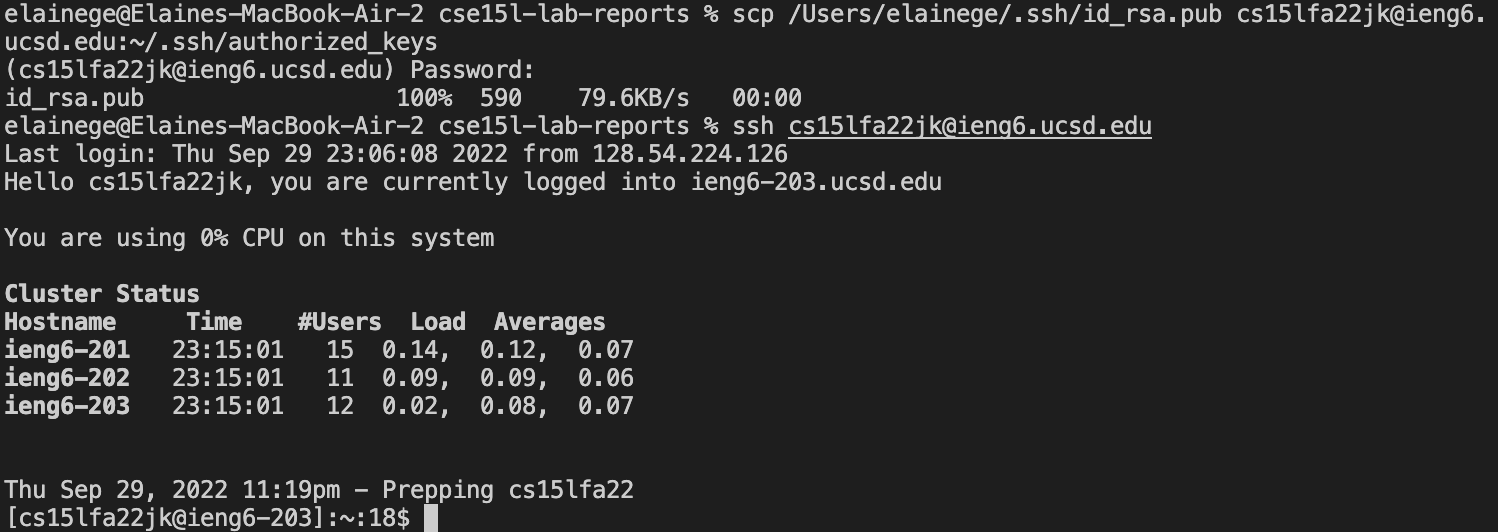 elainege@Elaines-MacBook-Air-2 cse15l-lab-reports % scp /Users/elainege/.ssh/id_rsa.pub cs15lfa22jk@ieng6.
ucsd.edu:~/.ssh/authorized_keys
(cs15lfa22jk@ieng6.ucsd.edu) Password:
id_rsa.pub                  100%  590    79.6KB/s   00:00
elainege@Elaines-MacBook-Air-2 cse15l-lab-reports % ssh cs15lfa22jk@ieng6.ucsd.edu
Last login: Thu Sep 29 23:06:08 2022 from 128.54.224.126
Hello cs15lfa22jk, you are currently logged into ieng6-203.ucsd.edu
You are using 0% CPU on this system
Cluster Status
Hostname     Time    #Users  Load  Averages
ieng6-201   23:15:01   15  0.14,  0.12,  0.07
ieng6-202   23:15:01   11  0.09,  0.09,  0.06
ieng6-203   23:15:01   12  0.02,  0.08,  0.07
Thu Sep 29, 2022 11:19pm - Prepping cs15lfa22
[cs15lfa22jk@ieng6-203]:~:18$